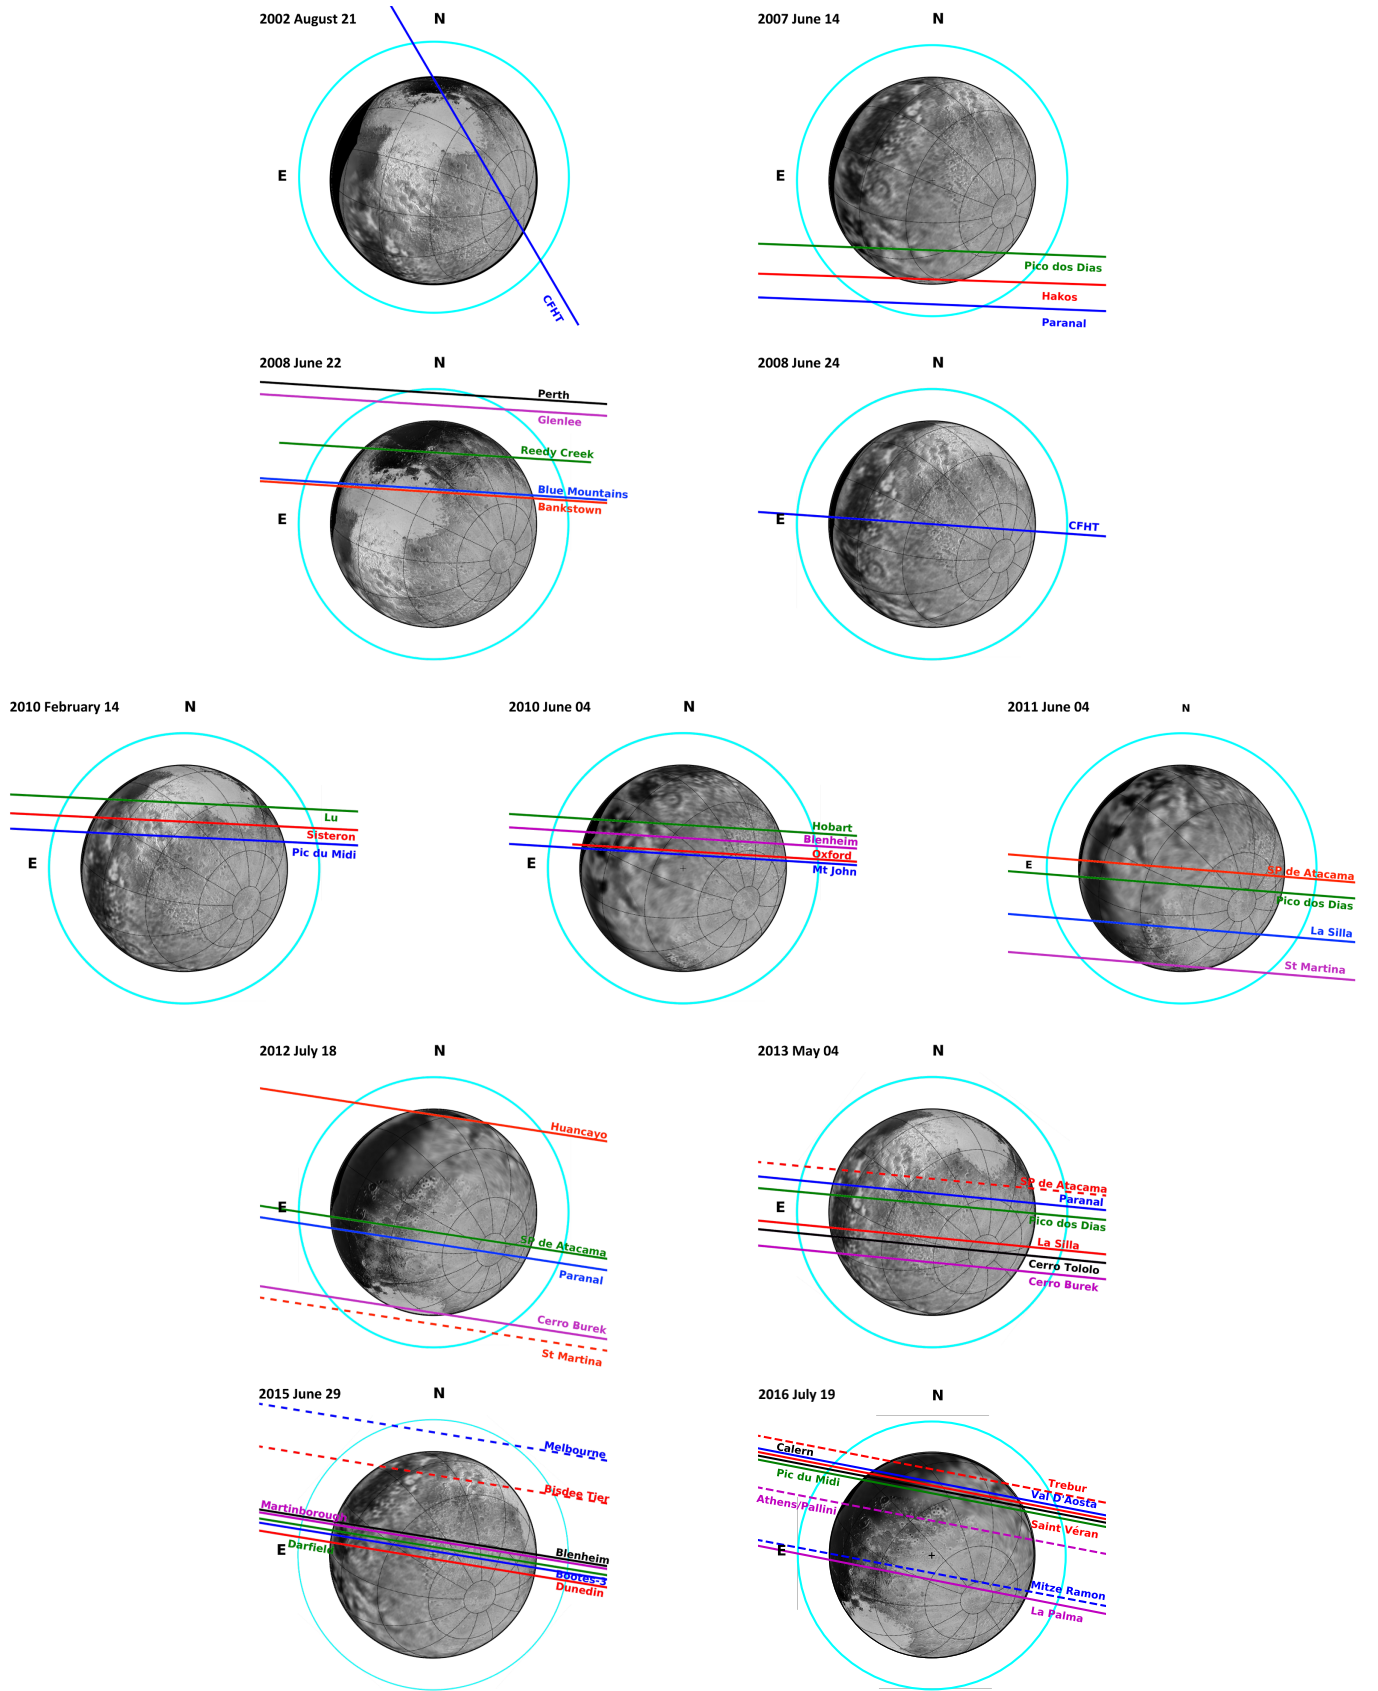 2002 August 21
N
E
CFHT
2007 June 14
N
E
Pico dos Dias
Hakos
Paranal
2008 June 22
N
Perth
Glenlee
Reedy Creek
Blue Mountains
Bankstown
E
2008 June 24
N
E
CFHT
2010 February 14
N
Lu
Sisteron
Pic du Midi
E
2010 June 04
N
Hobart
Blenheim
Oxford
Mt John
E
2011 June 04
N
E
SP de Atacama
Pico dos Dias
La Silla
St Martina
2012 July 18
N
Huancayo
E
SP de Atacama
Paranal
Cerro Burek
St Martina
2013 May 04
N
SP de Atacama
Paranal
E
Pico dos Dias
La Silla
Cerro Tololo
Cerro Burek
2015 June 29
N
Melbourne
Bisdee Tier
Martinborough
Darfield
E
Blenheim
Bootes-3
Dunedin
2016 July 19
N
Calern
Pic du Midi
Athens/Pallini
Trebur
Val D'Aosta
Saint Véran
E
Mitze Ramon
La Palma